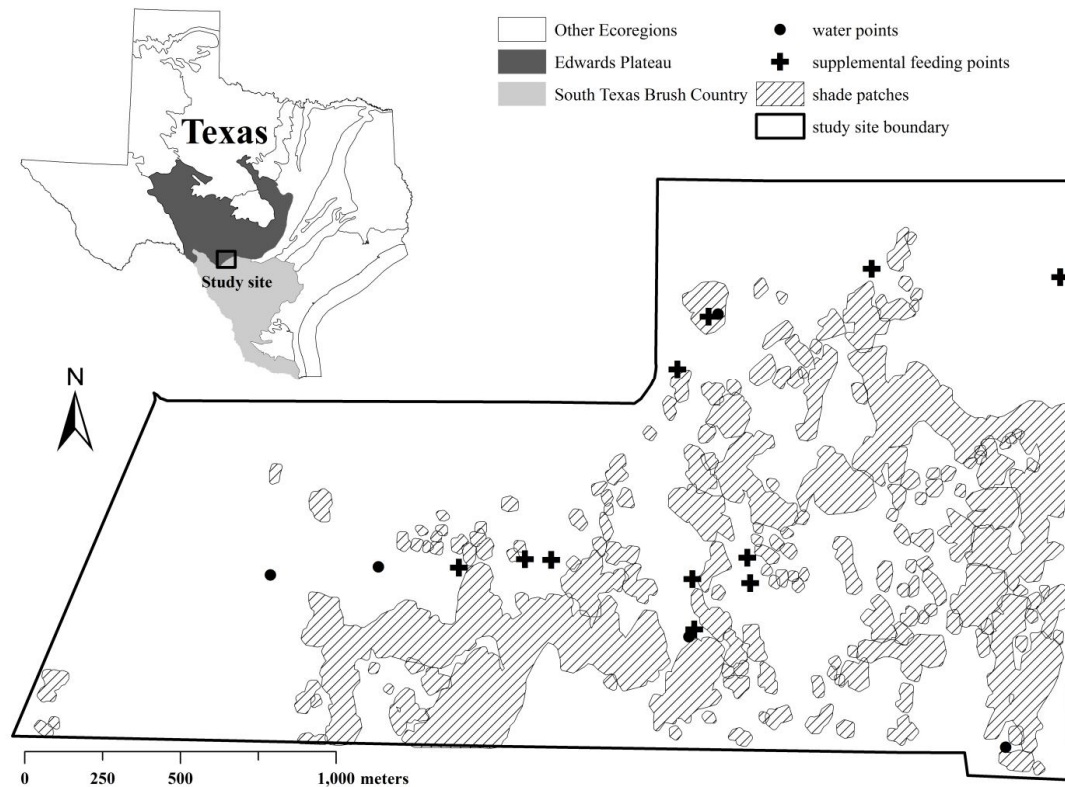 Texas
Study site
Other Ecoregions
Edwards Plateau
South Texas Brush Country
water points
supplemental feeding points
shade patches
study site boundary
N
0 250 500 1,000 meters